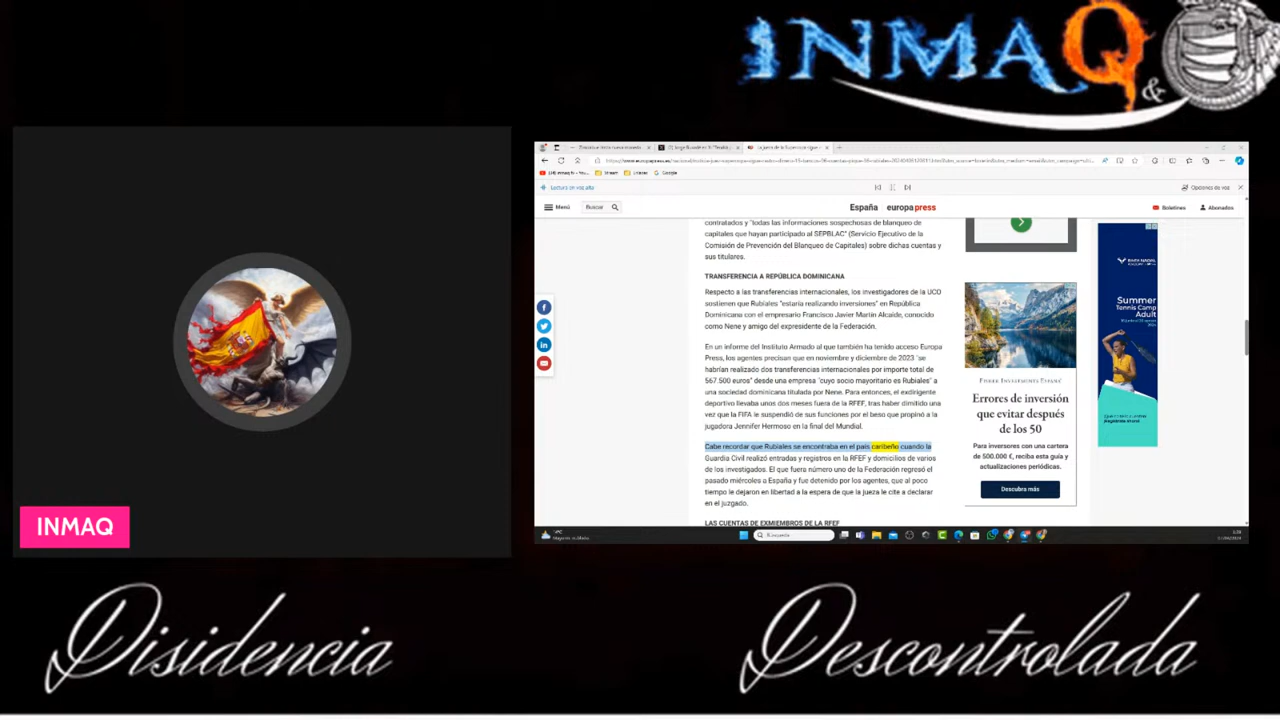 INMAQ
&
España europapress
Menú
Buscar
Boletines
Abonados
Lectura en voz alta
Opciones de voz
contratados y "todas las informaciones sospechosas de blanqueo de
capitales que hayan participado al SEPBLAC" (Servicio Ejecutivo de la
Comisión de Prevención del Blanqueo de Capitales) sobre dichas cuentas y
sus titulares.
TRANSFERENCIA A REPÚBLICA DOMINICANA
Respecto a las transferencias internacionales, los investigadores de la UCO
sostienen que Rubiales "estaría realizando inversiones" en República
Dominicana con el empresario Francisco Javier Martín Alcaide, conocido
como Nene y amigo del expresidente de la Federación.
En un informe del Instituto Armado al que también ha tenido acceso Europa
Press, los agentes precisan que en noviembre y diciembre de 2023 "se
habrían realizado dos transferencias internacionales por importe total de
567.500 euros" desde una empresa "cuyo socio mayoritario es Rubiales" a
una sociedad dominicana titulada por Nene. Para entonces, el exdirigente
deportivo llevaba unos dos meses fuera de la RFEF, tras haber dimitido una
vez que la FIFA le suspendió de sus funciones por el beso que propinó a la
jugadora Jennifer Hermoso en la final del Mundial.
Cabe recordar que Rubiales se encontraba en el país caribeño cuando la
Guardia Civil realizó entradas y registros en la RFEF y domicilios de varios
de los investigados. El que fuera número uno de la Federación regresó el
pasado miércoles a España y fue detenido por los agentes, que al poco
tiempo le dejaron en libertad a la espera de que la jueza le cite a declarar
en el juzgado.
LAS CUENTAS DE EXMIEMBROS DE LA RFEF
Errores de inversión
que evitar después
de los 50
Para inversores con una cartera
de 500.000 €, reciba esta guía y
actualizaciones periódicas.
Descubra más
Summer
Tennis Camp
Adult
Búsqueda
INMAQ
Disidencia
Descontrolada